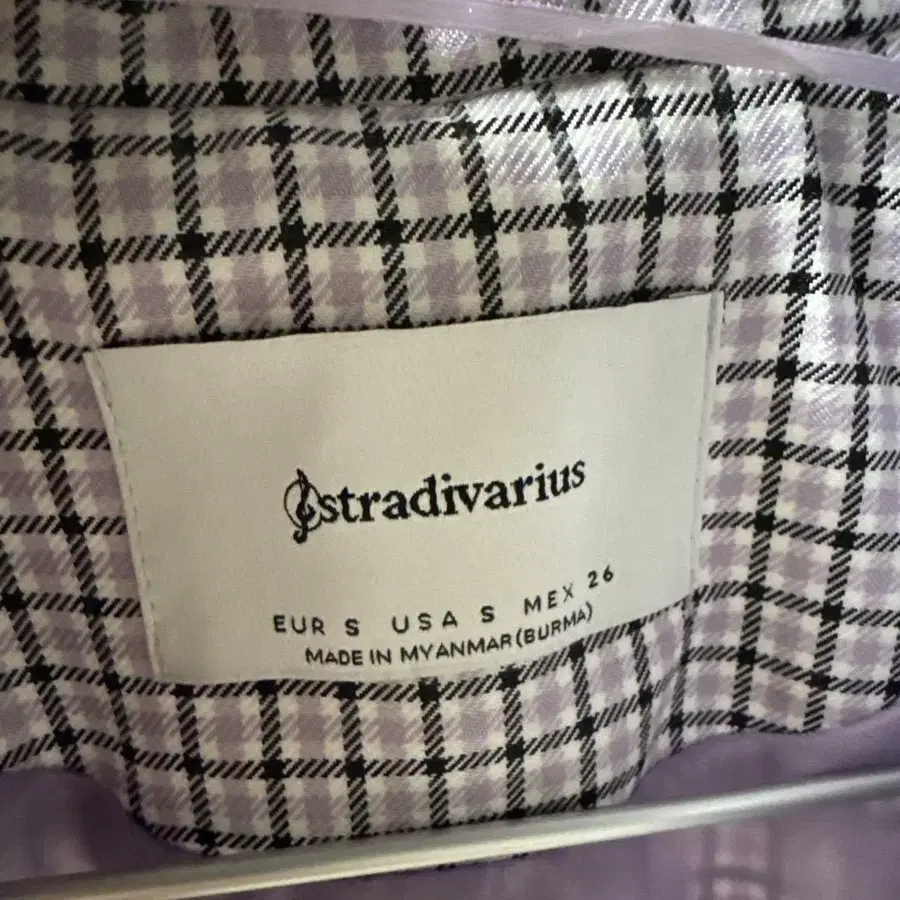 stradivarius
EUR S USA S MEX 26
MADE IN MYANMAR (BURMA)